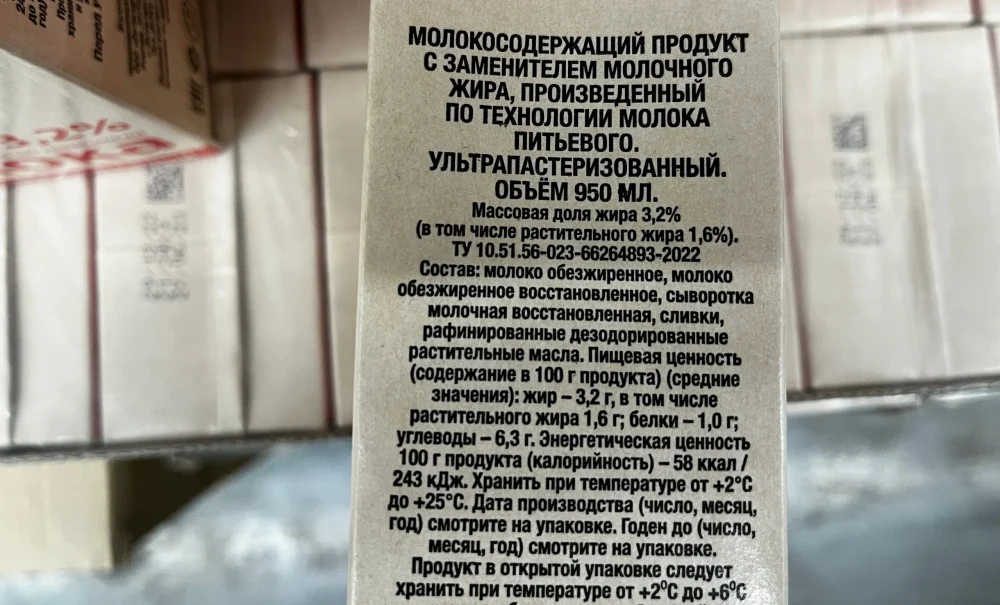 МОЛОКОСОДЕРЖАЩИЙ ПРОДУКТ
С ЗАМЕНИТЕЛЕМ МОЛОЧНОГО
ЖИРА, ПРОИЗВЕДЕННЫЙ
ПО ТЕХНОЛОГИИ МОЛОКА
ПИТЬЕВОГО.
УЛЬТРАПАСТЕРИЗОВАННЫЙ.
ОБЪЁМ 950 МЛ.
Массовая доля жира 3,2%
(в том числе растительного жира 1,6%).
ТУ 10.51.56-023-66264893-2022
Состав: молоко обезжиренное, молоко
обезжиренное восстановленное, сыворотка
молочная восстановленная, сливки,
рафинированные дезодорированные
растительные масла. Пищевая ценность
(содержание в 100 г продукта) (средние
значения): жир – 3,2 г, в том числе
растительного жира 1,6 г; белки – 1,0 г;
углеводы – 6,3 г. Энергетическая ценность
100 г продукта (калорийность) – 58 ккал /
243 кДж. Хранить при температуре от +2°С
до +25°С. Дата производства (число, месяц,
год) смотрите на упаковке. Годен до (число,
месяц, год) смотрите на упаковке.
Продукт в открытой упаковке следует
хранить при температуре от +2°С до +6°С